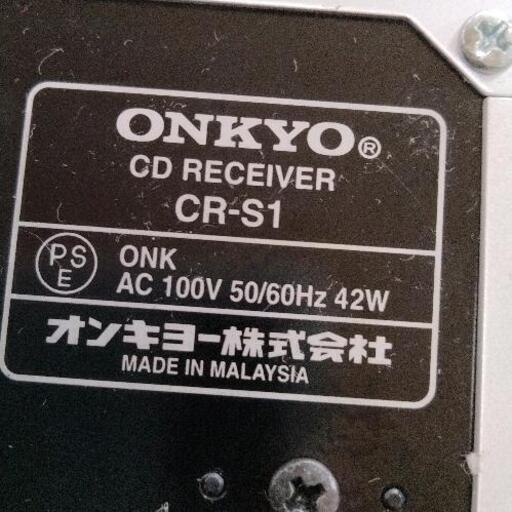 ONKYO®
CD RECEIVER
CR-S1
PS
E
ONK
AC 100V 50/60Hz 42W
オンキヨー株式会社
MADE IN MALAYSIA